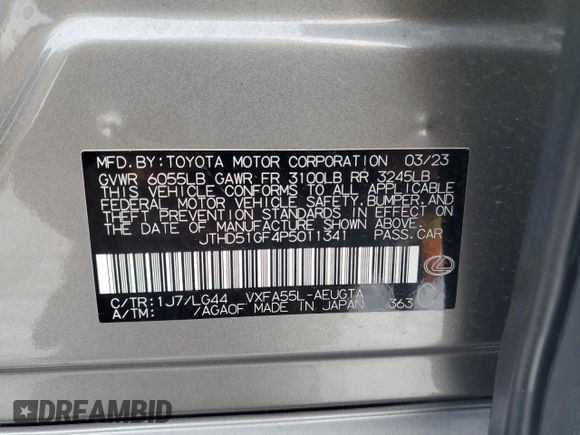 MFD.BY:TOYOTA MOTOR CORPORATION 03/23
GVWR 6055LB GAWR FR 3100LB RR 3245LB
THIS VEHICLE CONFORMS TO ALL APPLICABLE
FEDERAL MOTOR VEHICLE SAFETY,BUMPER,AND
THEFT PREVENTION STANDARDS IN EFFECT ON
THE DATE OF MANUFACTURE SHOWN ABOVE.
JTHD51GF4P5011341 PASS.CAR
C/TR:1J7/LG44 VXFA55L-AEUGTA
A/TM: /AGAOF MADE IN JAPAN 363 C
DREAMBID